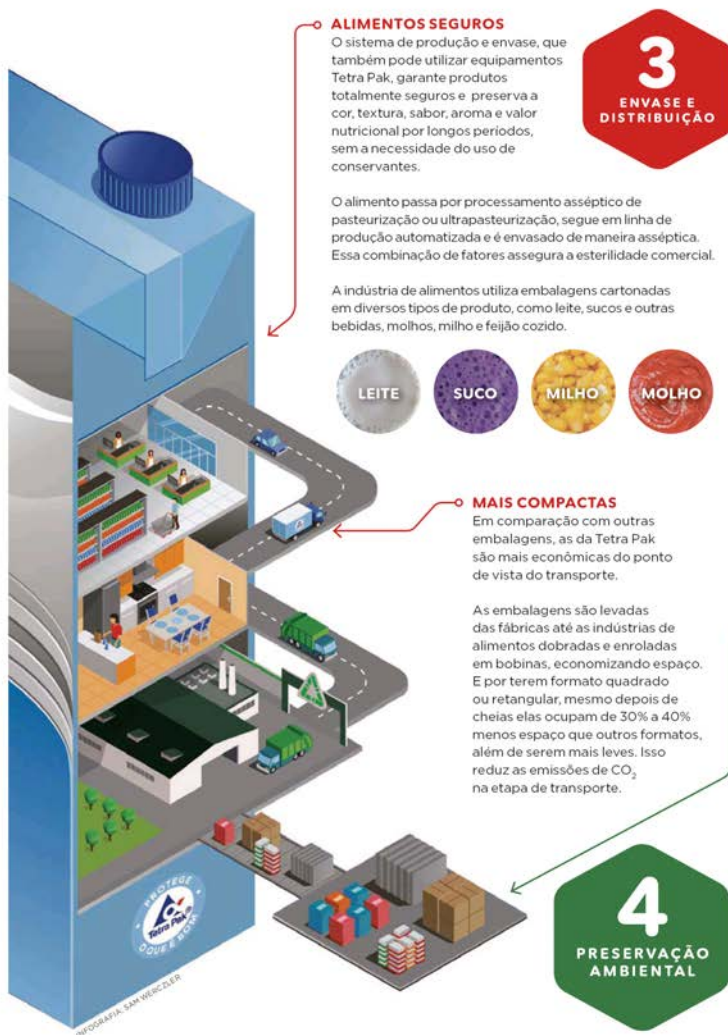 ALIMENTOS SEGUROS
O sistema de produção e envase, que
também pode utilizar equipamentos
Tetra Pak, garante produtos
totalmente seguros e preserva a
cor, textura, sabor, aroma e valor
nutricional por longos períodos,
sem a necessidade do uso de
conservantes.
3
ENVASE E
DISTRIBUIÇÃO
O alimento passa por processamento asséptico de
pasteurização ou ultrapasteurização, segue em linha de
produção automatizada e é envasado de maneira asséptica.
Essa combinação de fatores assegura a esterilidade comercial.
A indústria de alimentos utiliza embalagens cartonadas
em diversos tipos de produto, como leite, sucos e outras
bebidas, molhos, milho e feijão cozido.
LEITE
SUCO
MILHO
MOLHO
MAIS COMPACTAS
Em comparação com outras
embalagens, as da Tetra Pak
são mais econômicas do ponto
de vista do transporte.
As embalagens são levadas
das fábricas até as indústrias de
alimentos dobradas e enroladas
em bobinas, economizando espaço.
E por terem formato quadrado
ou retangular, mesmo depois de
cheias elas ocupam de 30% a 40%
menos espaço que outros formatos,
além de serem mais leves. Isso
reduz as emissões de CO₂
na etapa de transporte.
PROTEGE
Tetra Pak®
O QUE É BOM
4
PRESERVAÇÃO
AMBIENTAL
INFOGRAFIA: SAM WERCZLER